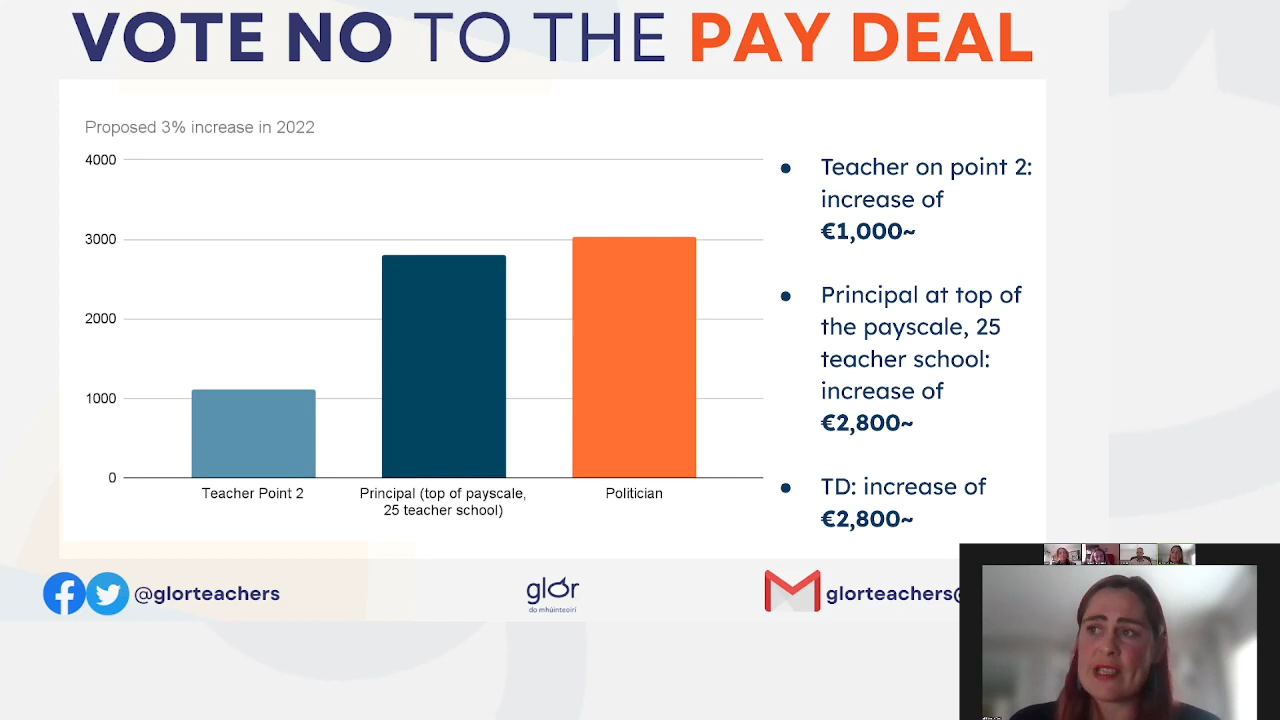 VOTE NO TO THE PAY DEAL
Proposed 3% increase in 2022
4000
3000
2000
1000
0
Teacher Point 2
Principal (top of payscale,
25 teacher school)
Politician
● Teacher on point 2:
increase of
€1,000~
● Principal at top of
the payscale, 25
teacher school:
increase of
€2,800~
● TD: increase of
€2,800~
@glorteachers
glór
do mhúinteoirí
glorteachers@